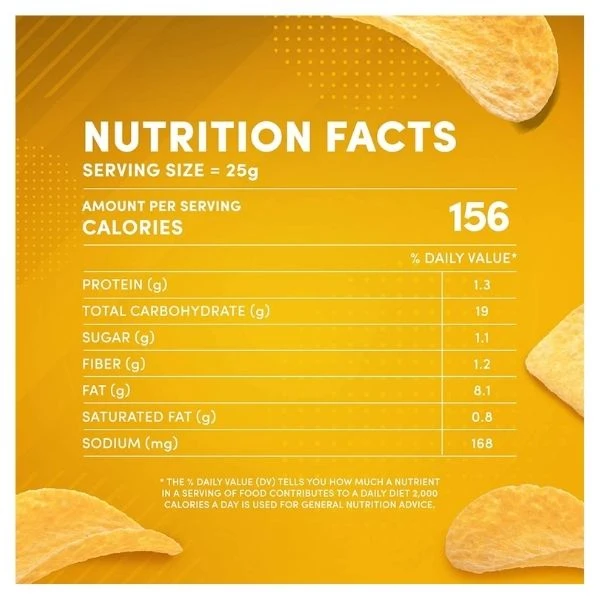 NUTRITION FACTS
SERVING SIZE = 25g
AMOUNT PER SERVING
CALORIES 156
% DAILY VALUE*
PROTEIN (g) 1.3
TOTAL CARBOHYDRATE (g) 19
SUGAR (g) 1.1
FIBER (g) 1.2
FAT (g) 8.1
SATURATED FAT (g) 0.8
SODIUM (mg) 168
* THE % DAILY VALUE (DV) TELLS YOU HOW MUCH A NUTRIENT
IN A SERVING OF FOOD CONTRIBUTES TO A DAILY DIET 2,000
CALORIES A DAY IS USED FOR GENERAL NUTRITION ADVICE.